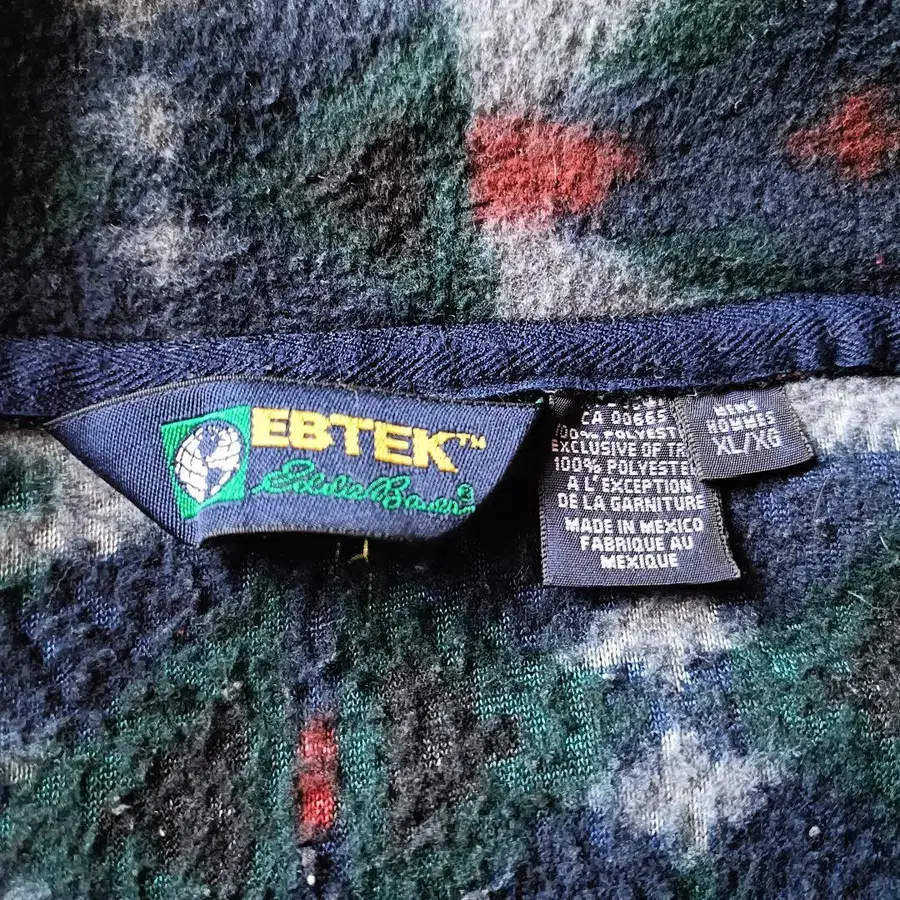 EBTEK™
Eddie Bauer®
CA 00665
100% POLYESTER
EXCLUSIVE OF
100% POLYESTER
A L'EXCEPTION
DE LA GARNITURE
MADE IN MEXICO
FABRIQUE AU
MEXIQUE
MENS
HOMMES
XL/XG